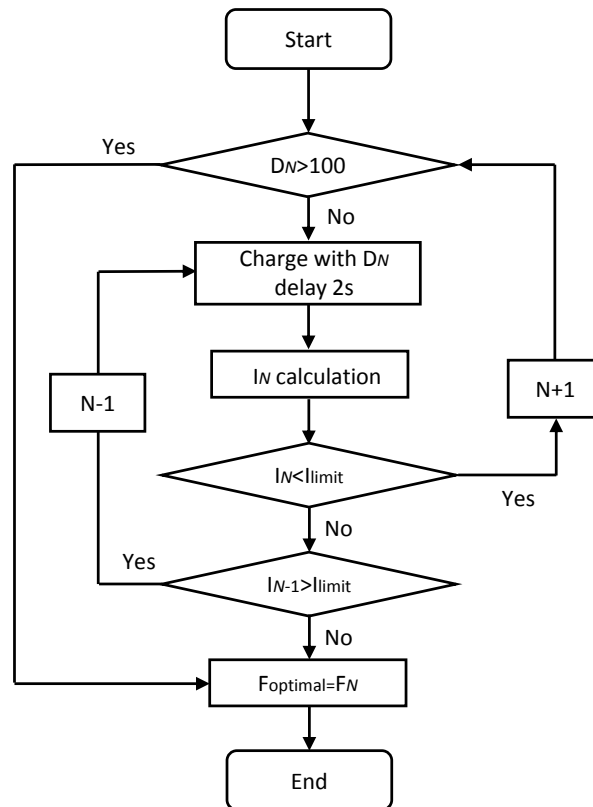 Start
Yes
DN>100
No
Charge with DN
delay 2s
IN calculation
N-1
N+1
IN<Ilimit
Yes
No
Yes
IN-1>Ilimit
No
Foptimal=FN
End